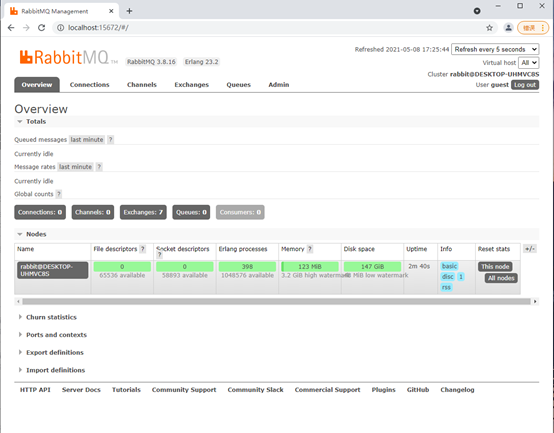 RabbitMQ Management
localhost:15672/#/
RabbitMQ TM RabbitMQ 3.8.16 Erlang 23.2
Refreshed 2021-05-08 17:25:44 Refresh every 5 seconds
Virtual host All
Cluster rabbit@DESKTOP-UHMVC8S
User guest Log out
Overview Connections Channels Exchanges Queues Admin
Overview
Totals
Queued messages last minute ?
Currently idle
Message rates last minute ?
Currently idle
Global counts ?
Connections: 0 Channels: 0 Exchanges: 7 Queues: 0 Consumers: 0
Nodes
Name File descriptors ? Socket descriptors ? Erlang processes Memory ? Disk space Uptime Info Reset stats +/-
rabbit@DESKTOP-UHMVC8S 0 0 398 123 MiB 147 GiB 2m 40s basic disc 1 rss This node All nodes
65536 available 58893 available 1048576 available 3.2 GiB high watermark MiB low watermark
Churn statistics
Ports and contexts
Export definitions
Import definitions
HTTP API Server Docs Tutorials Community Support Community Slack Commercial Support Plugins GitHub Changelog